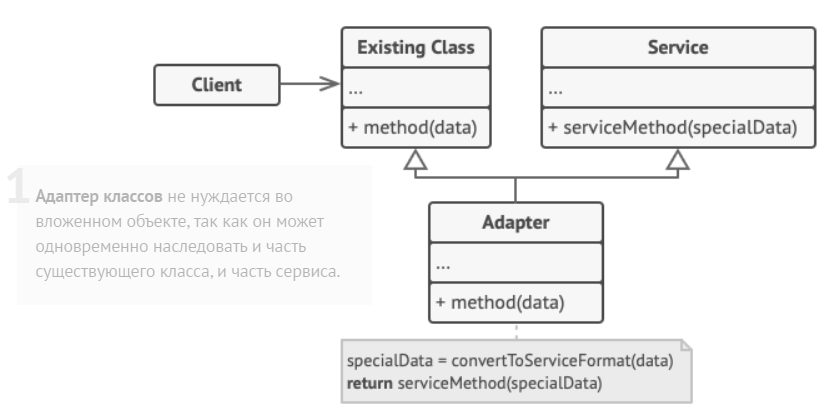 Existing Class
Service
Client
...
...
+ method(data)
+ serviceMethod(specialData)
1
Адаптер классов не нуждается во
вложенном объекте, так как он может
одновременно наследовать и часть
существующего класса, и часть сервиса.
Adapter
...
+ method(data)
specialData = convertToServiceFormat(data)
return serviceMethod(specialData)